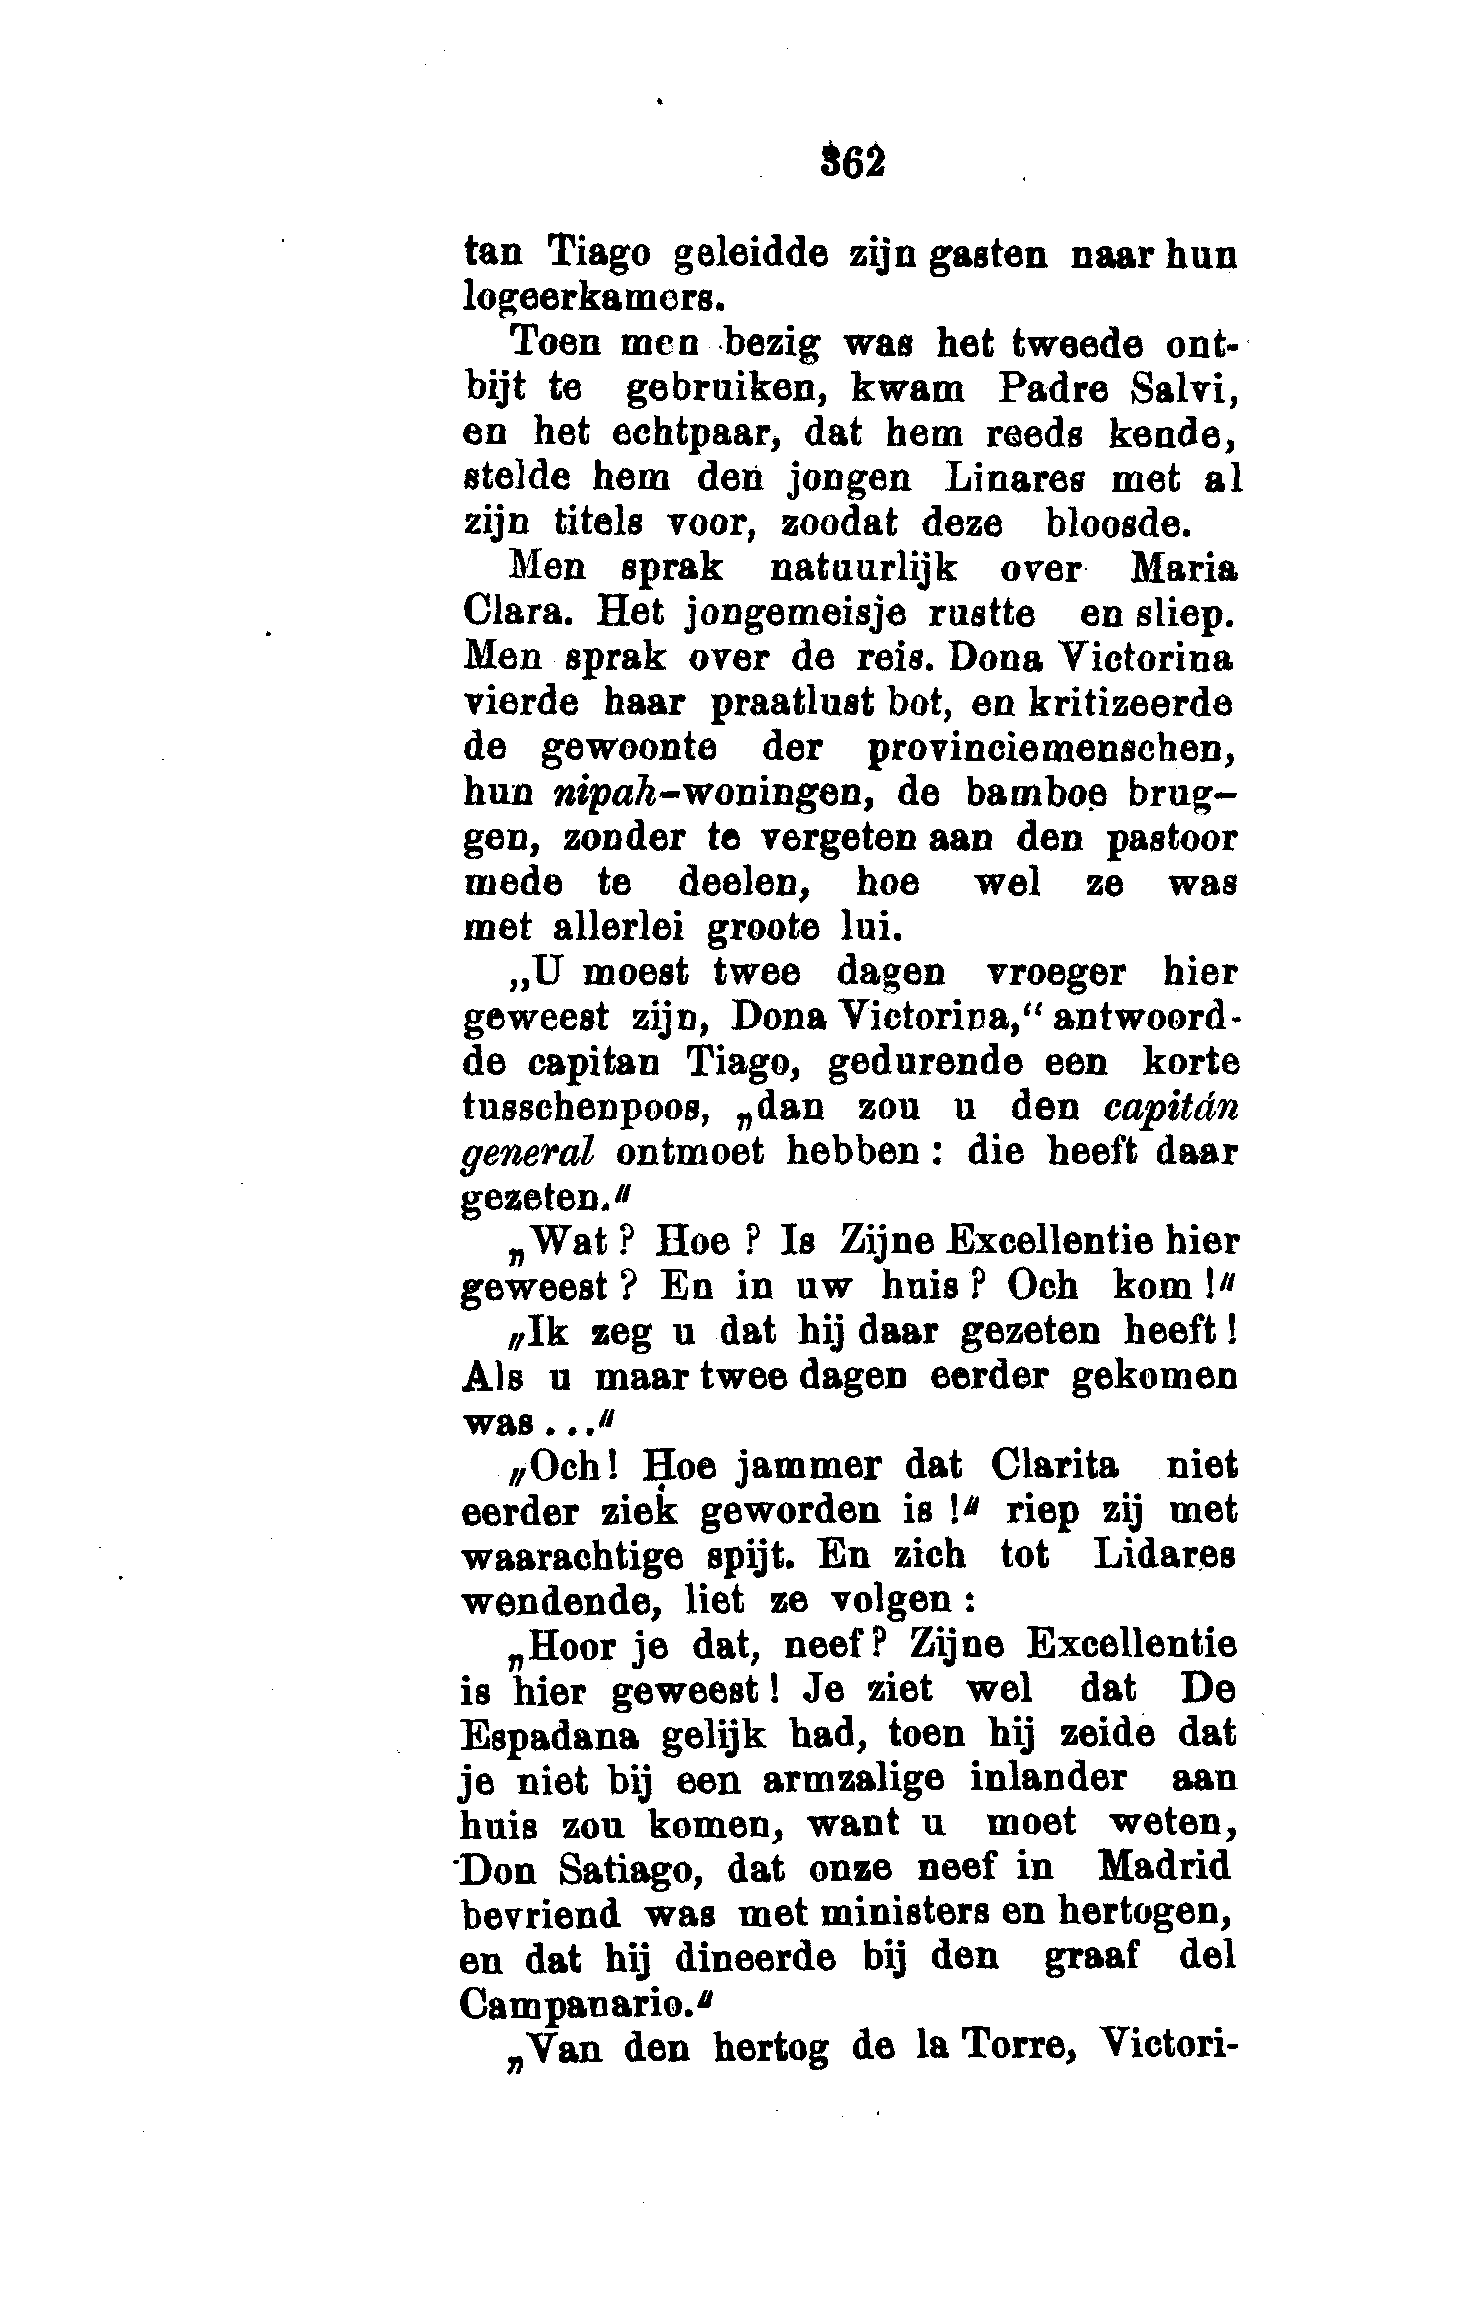 362
tan Tiago geleidde zijn gasten naar hun
logeerkamers.
Toen men bezig was het tweede ont-
bijt te gebruiken, kwam Padre Salvi,
en het echtpaar, dat hem reeds kende,
stelde hem den jongen Linares met al
zijn titels voor, zoodat deze bloosde.
Men sprak natuurlijk over Maria
Clara. Het jongemeisje rustte en sliep.
Men sprak over de reis. Dona Victorina
vierde haar praatlust bot, en kritizeerde
de gewoonte der provinciemenschen,
hun nipah-woningen, de bamboe brug-
gen, zonder te vergeten aan den pastoor
mede te deelen, hoe wel ze was
met allerlei groote lui.
„U moest twee dagen vroeger hier
geweest zijn, Dona Victorina,“ antwoord-
de capitan Tiago, gedurende een korte
tusschenpoos, „dan zou u den capitán
general ontmoet hebben : die heeft daar
gezeten."
„Wat ? Hoe ? Is Zijne Excellentie hier
geweest ? En in uw huis ? Och kom !"
„Ik zeg u dat hij daar gezeten heeft !
Als u maar twee dagen eerder gekomen
was ..."
„Och! Hoe jammer dat Clarita niet
eerder ziek geworden is !" riep zij met
waarachtige spijt. En zich tot Lidares
wendende, liet ze volgen :
„Hoor je dat, neef? Zijne Excellentie
is hier geweest ! Je ziet wel dat De
Espadana gelijk had, toen hij zeide dat
je niet bij een armzalige inlander aan
huis zou komen, want u moet weten,
Don Satiago, dat onze neef in Madrid
bevriend was met ministers en hertogen,
en dat hij dineerde bij den graaf del
Campanario."
„Van den hertog de la Torre, Victori-